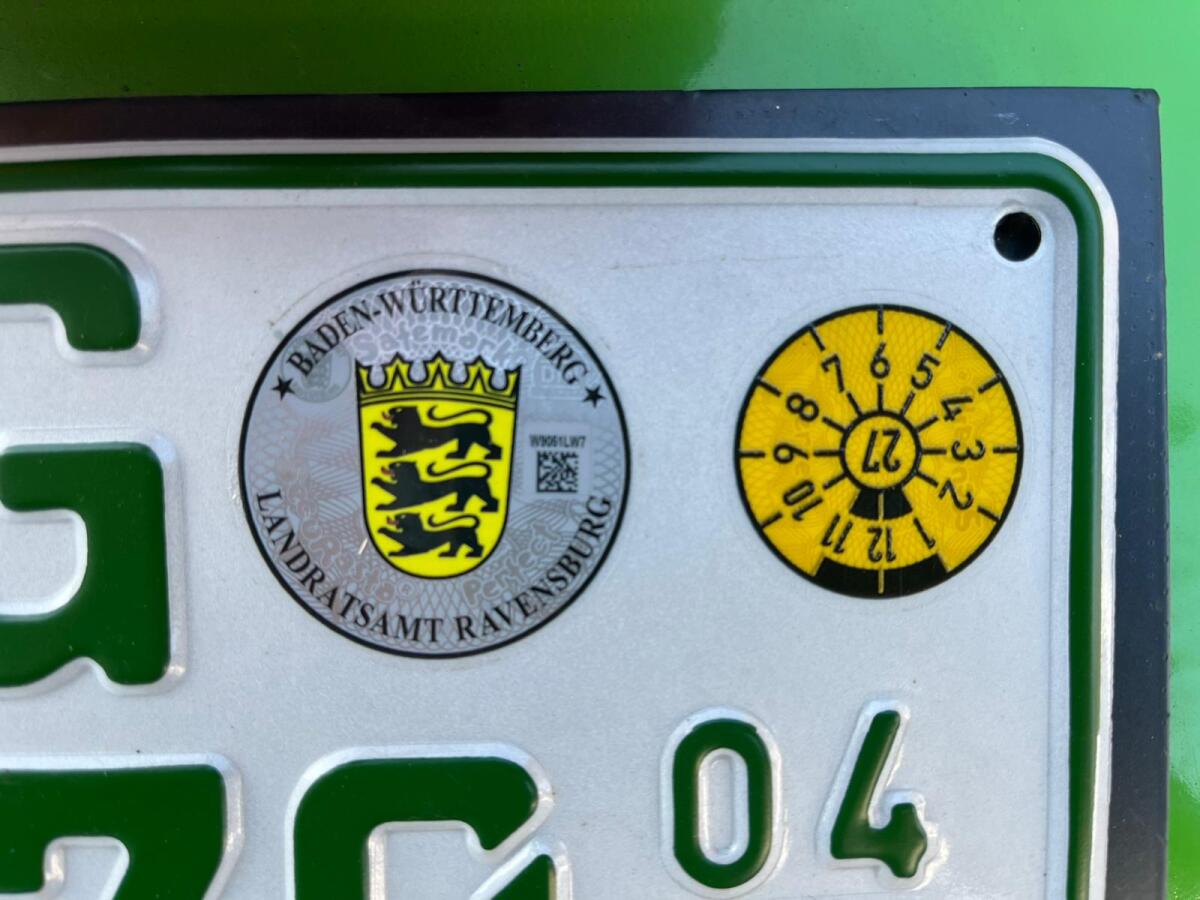 G
BADEN-WÜRTTEMBERG
W9061LW7
LANDRATSAMT RAVENSBURG
1 2 3 4 5 6 7 8 9 10 11 12
27
04